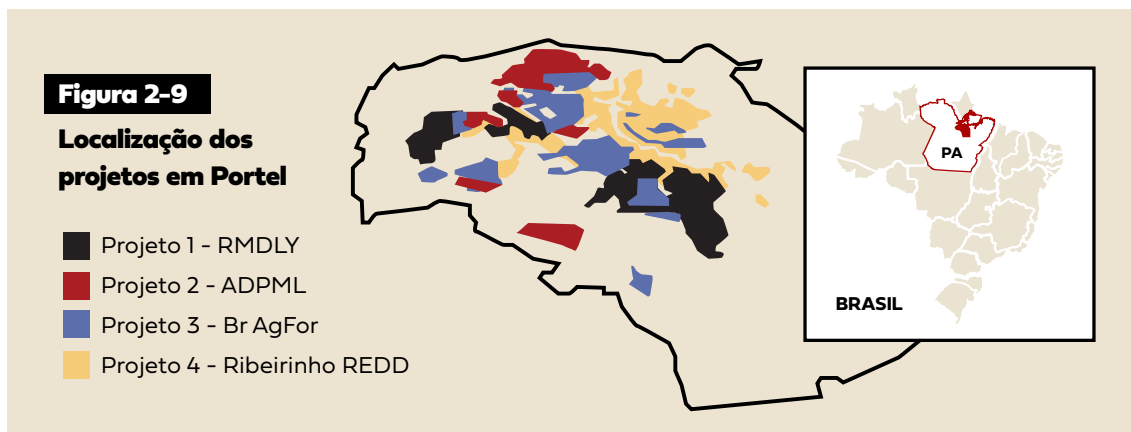 Figura 2-9
Localização dos
projetos em Portel
Projeto 1 - RMDLY
Projeto 2 - ADPML
Projeto 3 - Br AgFor
Projeto 4 - Ribeirinho REDD
PA
BRASIL